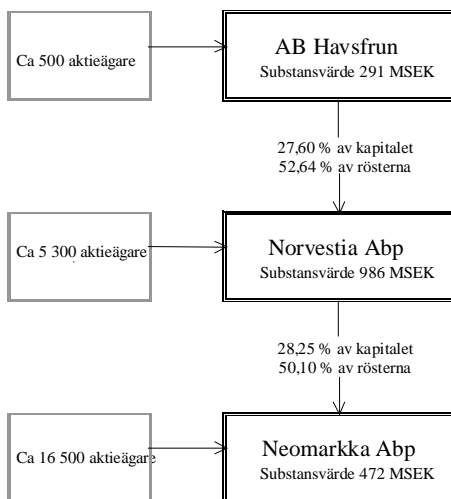 AB Havsfrun
Ca 500 aktieägare
Substansvärde 291 MSEK
27,60 % av kapitalet
52,64 % av rösterna
Norvestia Abp
Ca 5 300 aktieägare
Substansvärde 986 MSEK
28,25 % av kapitalet
50,10 % av rösterna
Neomarkka Abp
Ca 16 500 aktieägare
Substansvärde 472 MSEK